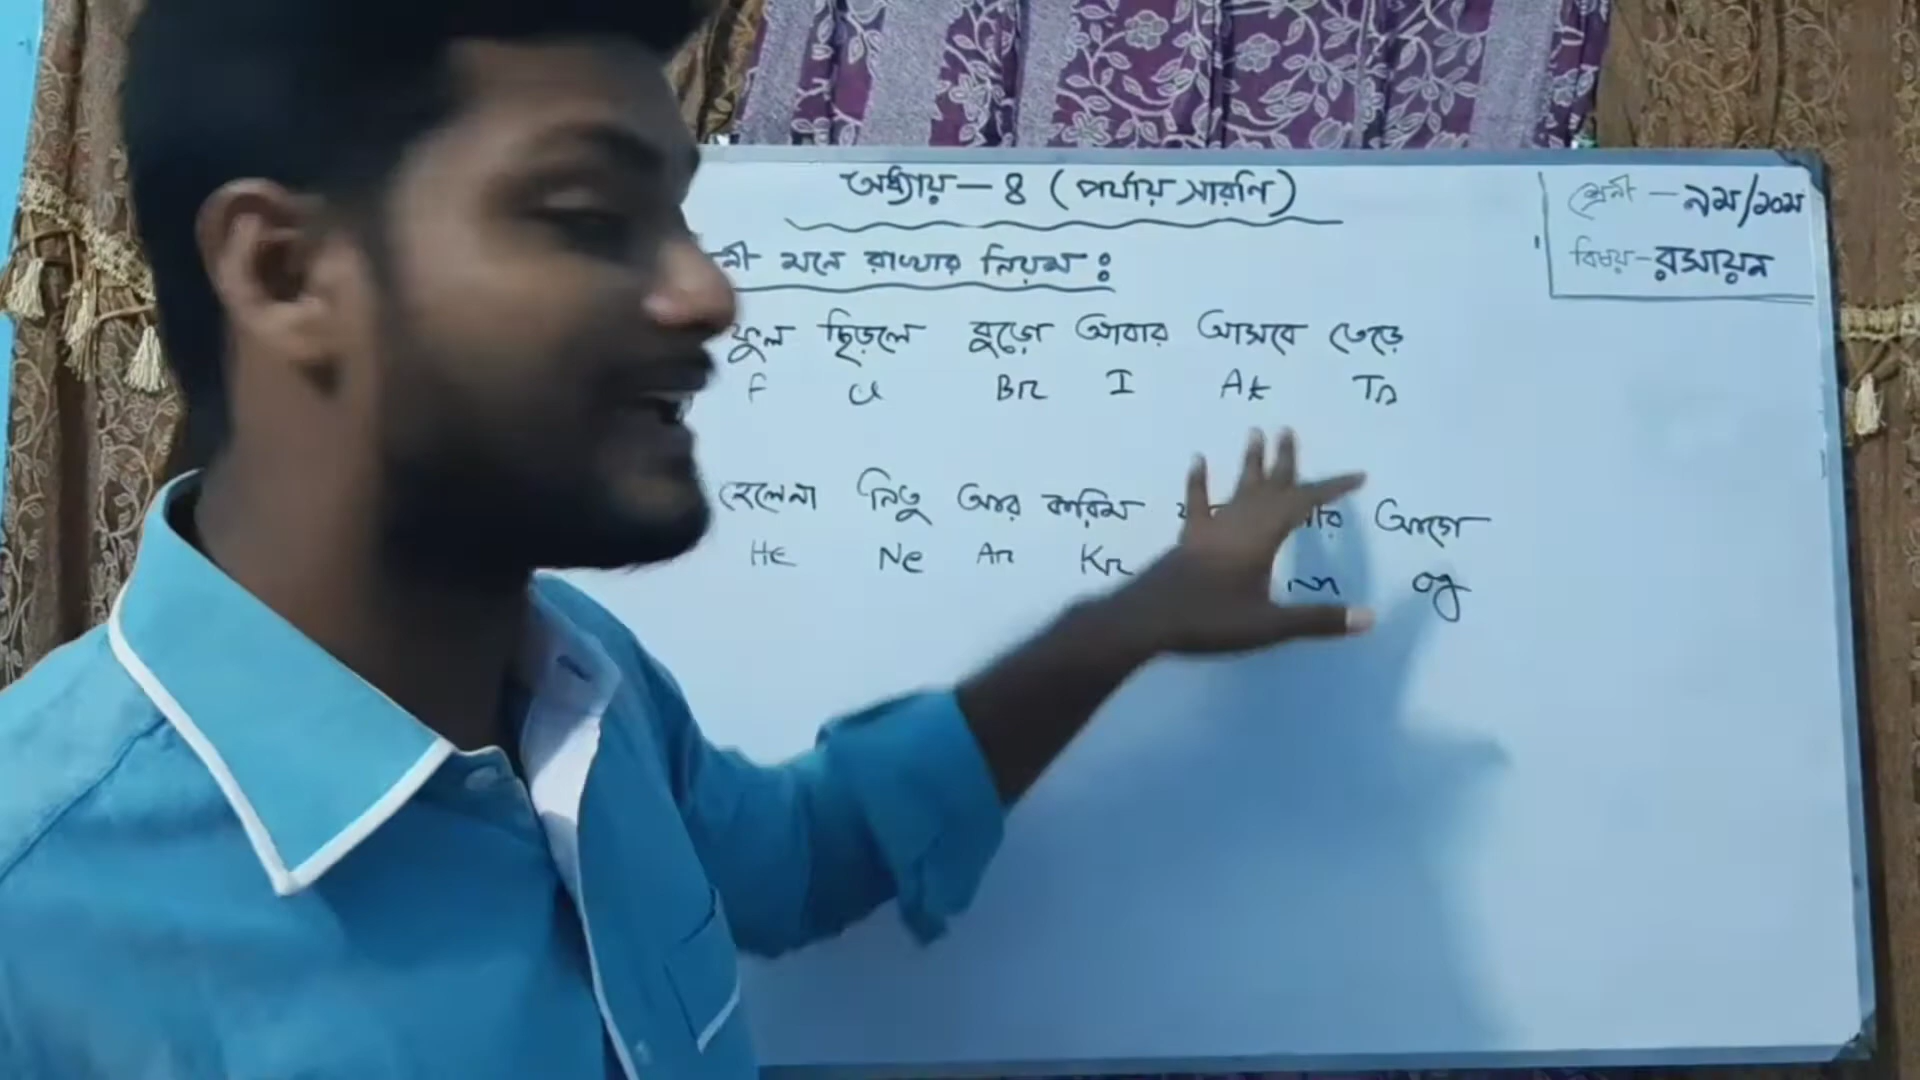 অধ্যায় - ৪ (পর্যায় সারণি)
শ্রেনী - ৯ম/১০ম
বিষয় - রসায়ন
মনে রাখার নিয়ম :
ফুল ছিড়লে বুড়ো আবার আসবে তেড়ে
F Cl Br I At Ts
হেলেনা নিতু আর করিম আগে
He Ne Ar Kr Og